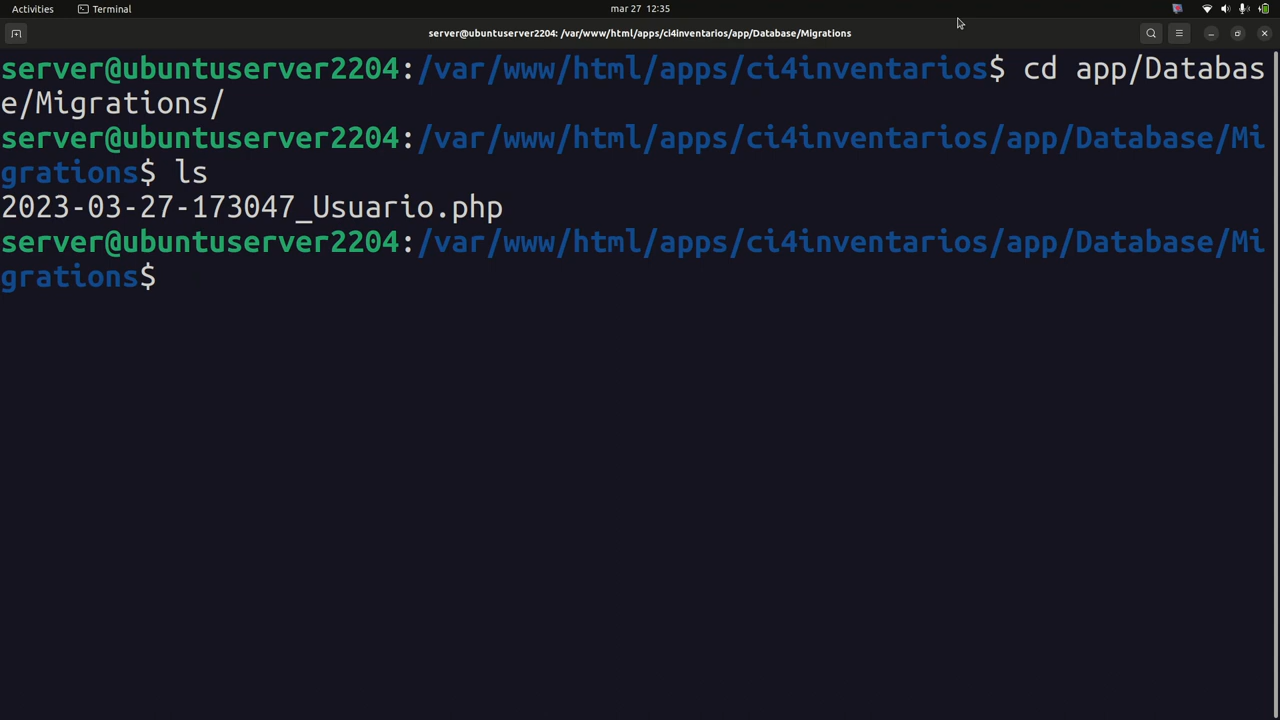 Activities Terminal mar 27 12:35
server@ubuntuserver2204: /var/www/html/apps/ci4inventarios/app/Database/Migrations
server@ubuntuserver2204:/var/www/html/apps/ci4inventarios$ cd app/Databas
e/Migrations/
server@ubuntuserver2204:/var/www/html/apps/ci4inventarios/app/Database/Mi
grations$ ls
2023-03-27-173047_Usuario.php
server@ubuntuserver2204:/var/www/html/apps/ci4inventarios/app/Database/Mi
grations$